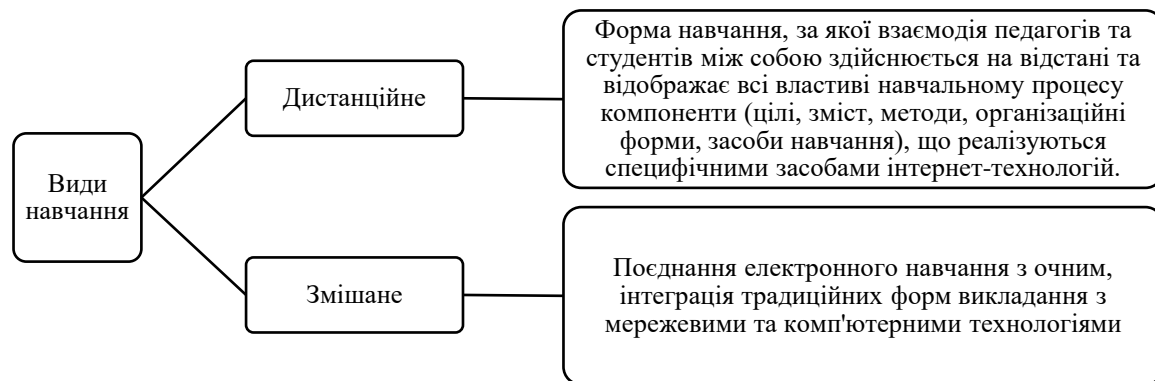 Види
навчання
Дистанційне
Форма навчання, за якої взаємодія педагогів та
студентів між собою здійснюється на відстані та
відображає всі властиві навчальному процесу
компоненти (цілі, зміст, методи, організаційні
форми, засоби навчання), що реалізуються
специфічними засобами інтернет-технологій.
Змішане
Поєднання електронного навчання з очним,
інтеграція традиційних форм викладання з
мережевими та комп'ютерними технологіями